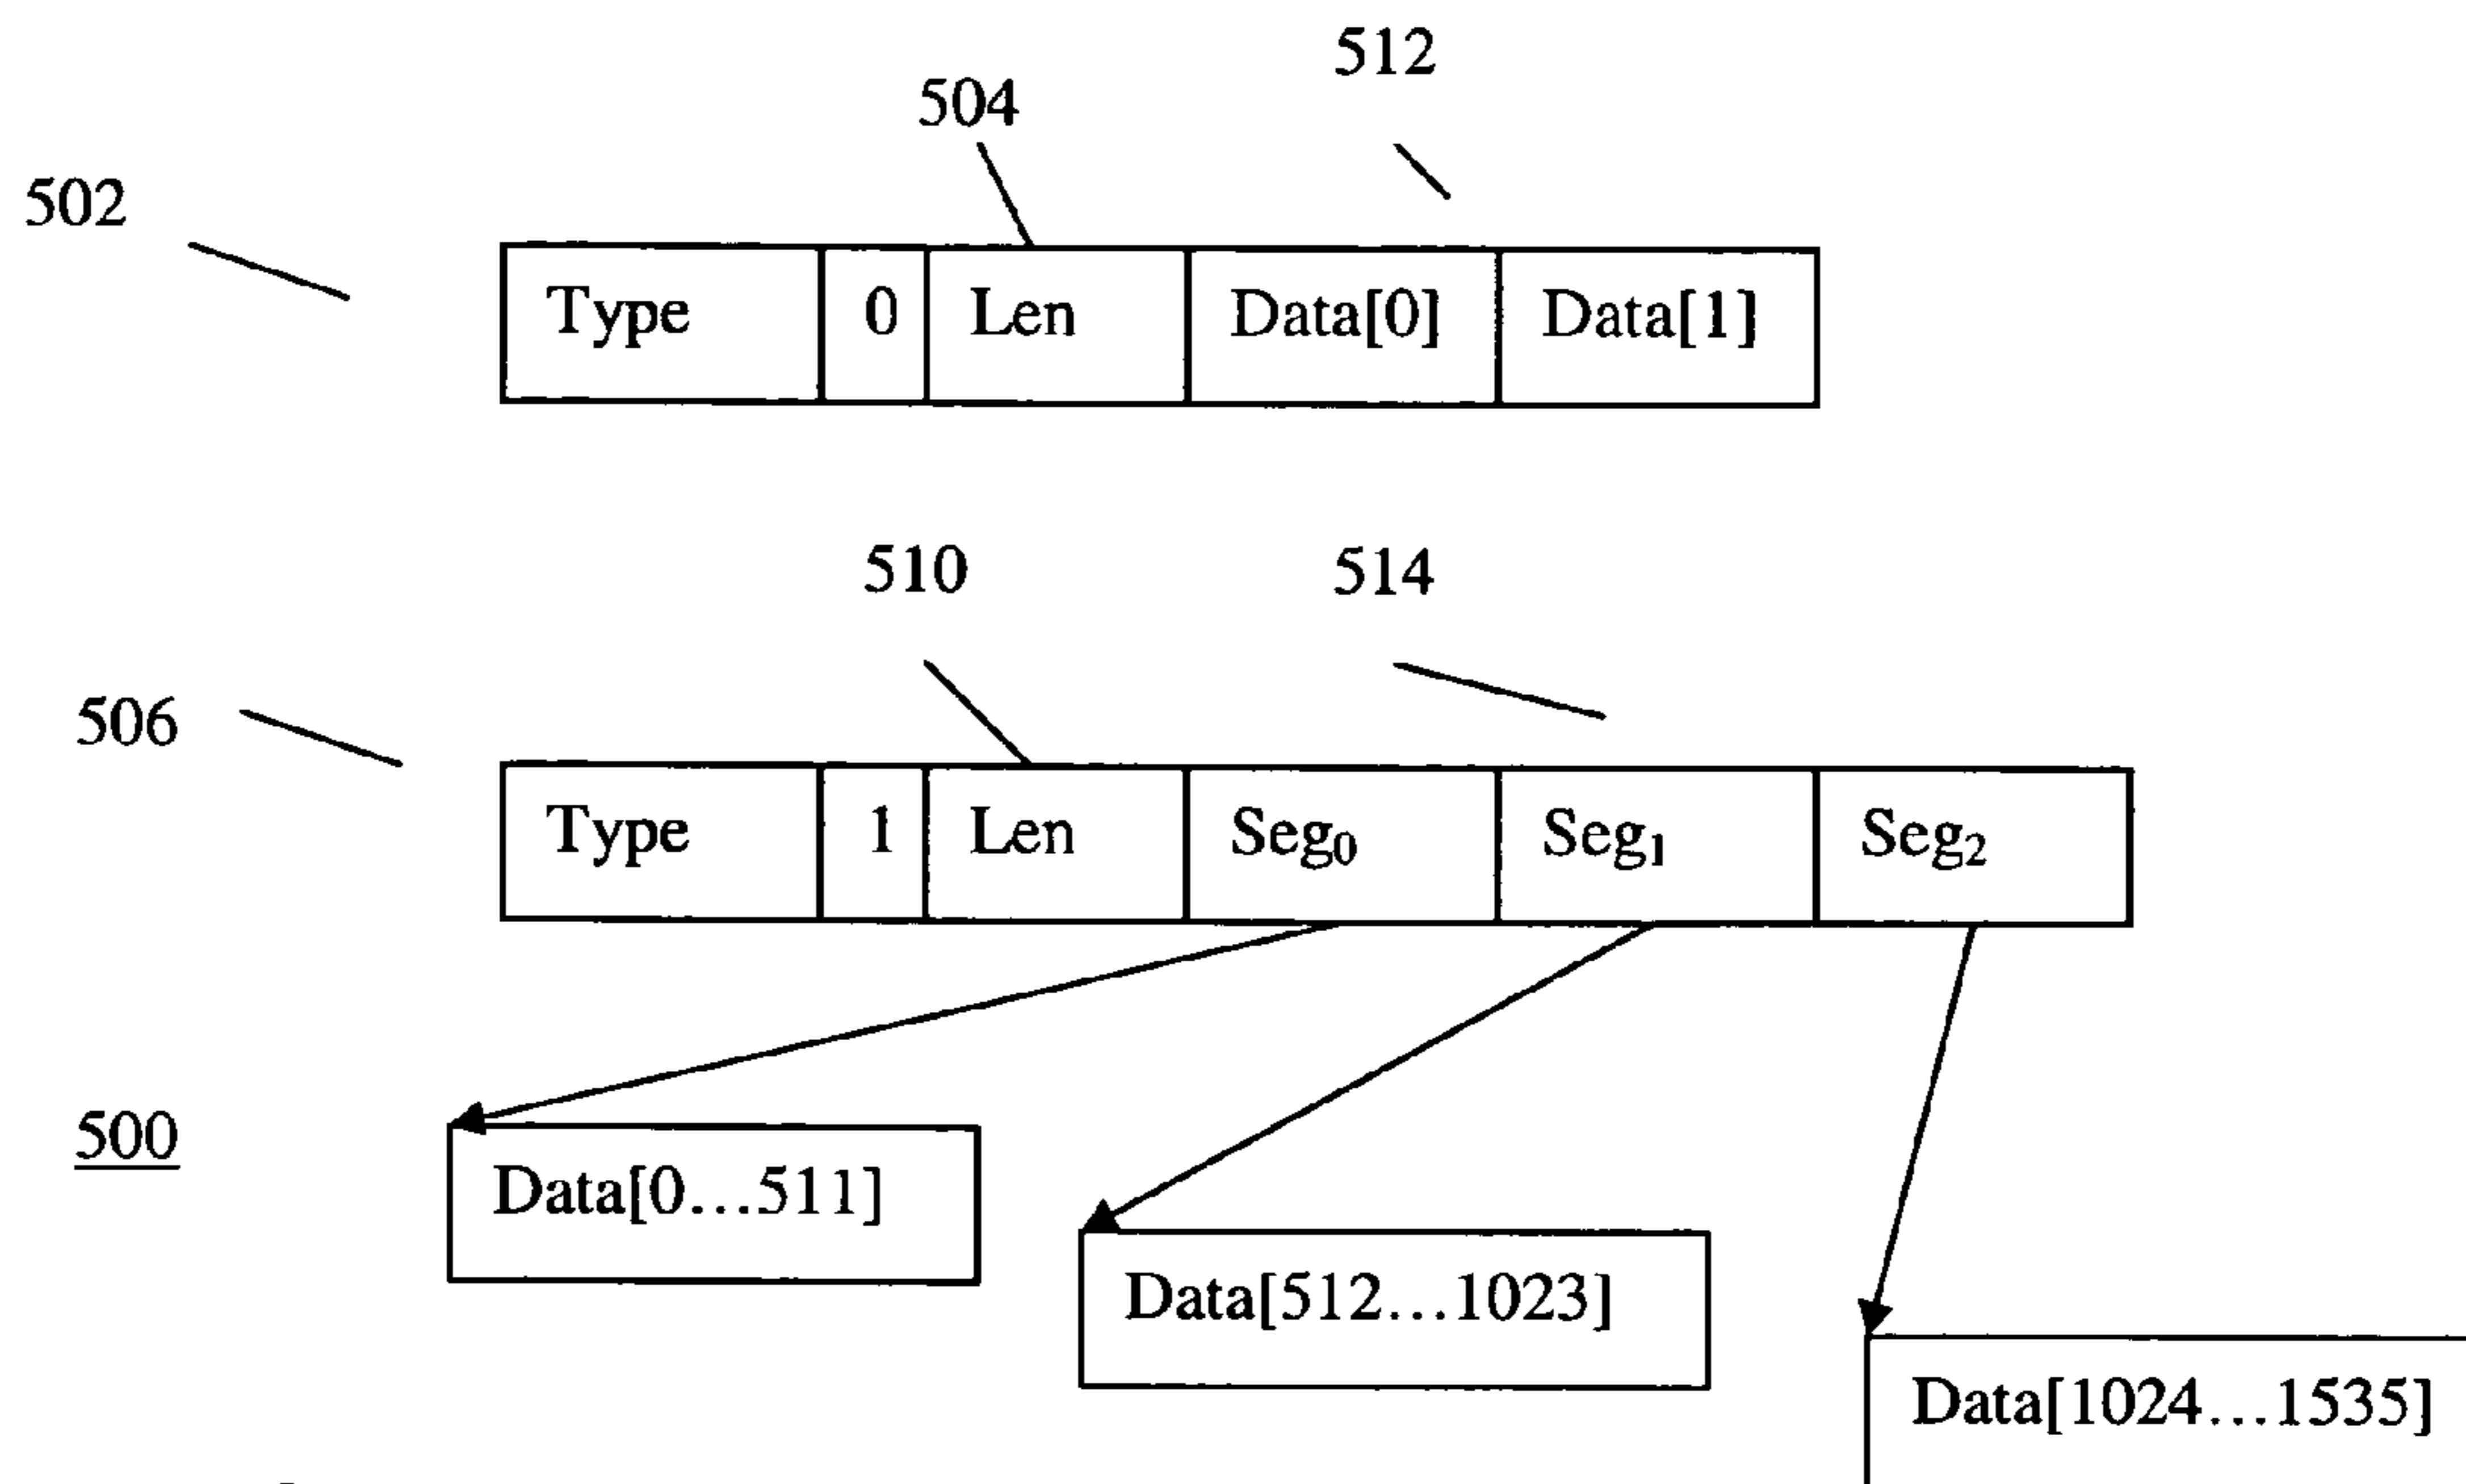 512
504
502
Type 0 Len Data[0] Data[1]
510 514
506
Type 1 Len Seg₀ Seg₁ Seg₂
500
Data[0...511]
Data[512...1023]
Data[1024...1535]